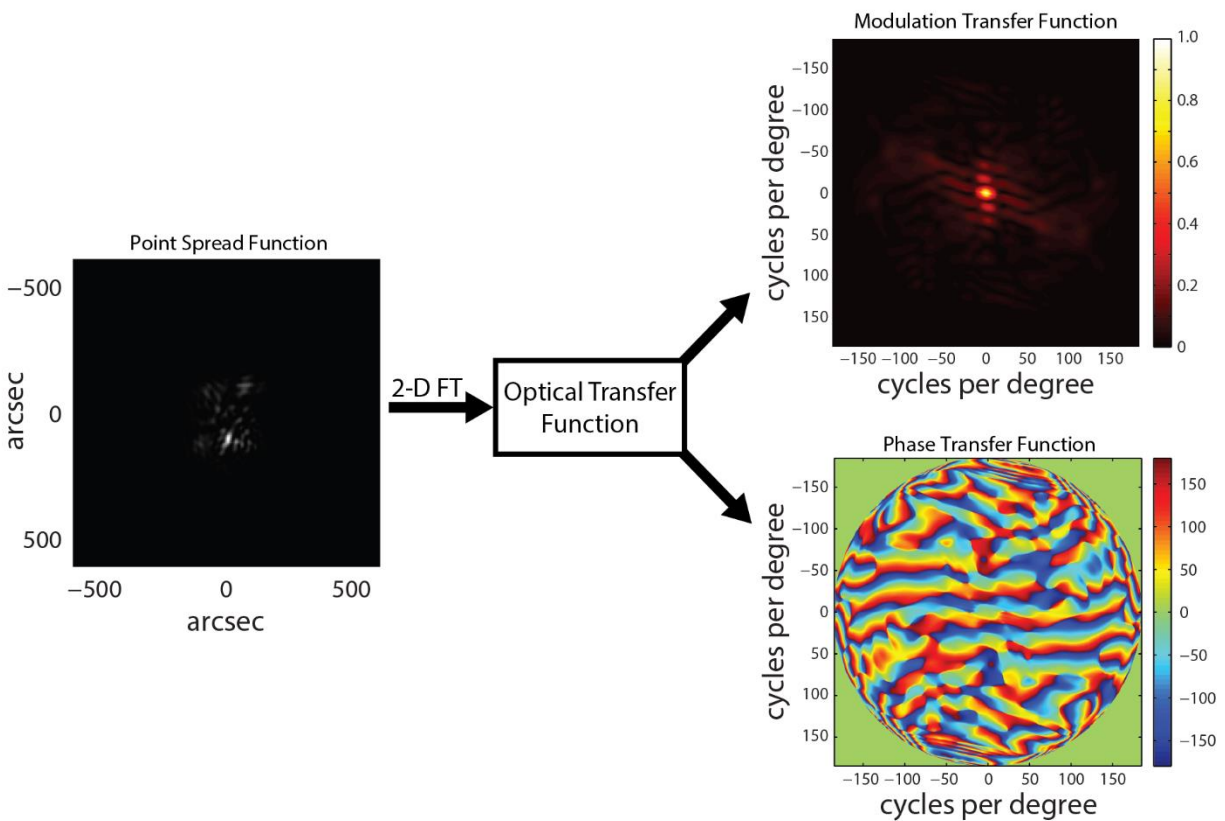 Point Spread Function
−500
0
500
arcsec
−500 0 500
arcsec
2-D FT
Optical Transfer
Function
Modulation Transfer Function
−150
−100
−50
0
50
100
150
cycles per degree
−150 −100 −50 0 50 100 150
cycles per degree
1.0
0.8
0.6
0.4
0.2
0
Phase Transfer Function
−150
−100
−50
0
50
100
150
cycles per degree
−150 −100 −50 0 50 100 150
cycles per degree
150
100
50
0
−50
−100
−150